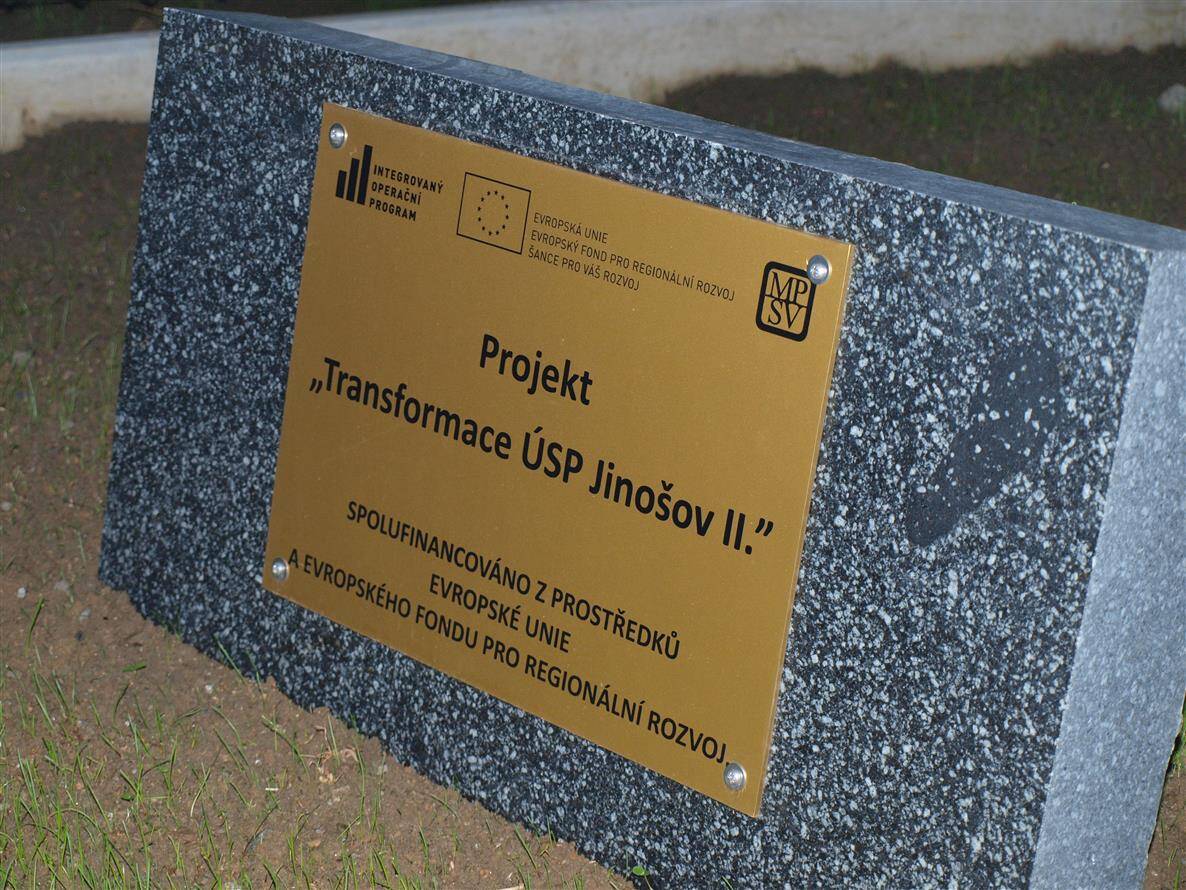 INTEGROVANÝ
OPERAČNÍ
PROGRAM
EVROPSKÁ UNIE
EVROPSKÝ FOND PRO REGIONÁLNÍ ROZVOJ
ŠANCE PRO VÁŠ ROZVOJ
MP
SV
Projekt
„Transformace ÚSP Jinošov II.”
SPOLUFINANCOVÁNO Z PROSTŘEDKŮ
EVROPSKÉ UNIE
A EVROPSKÉHO FONDU PRO REGIONÁLNÍ ROZVOJ.